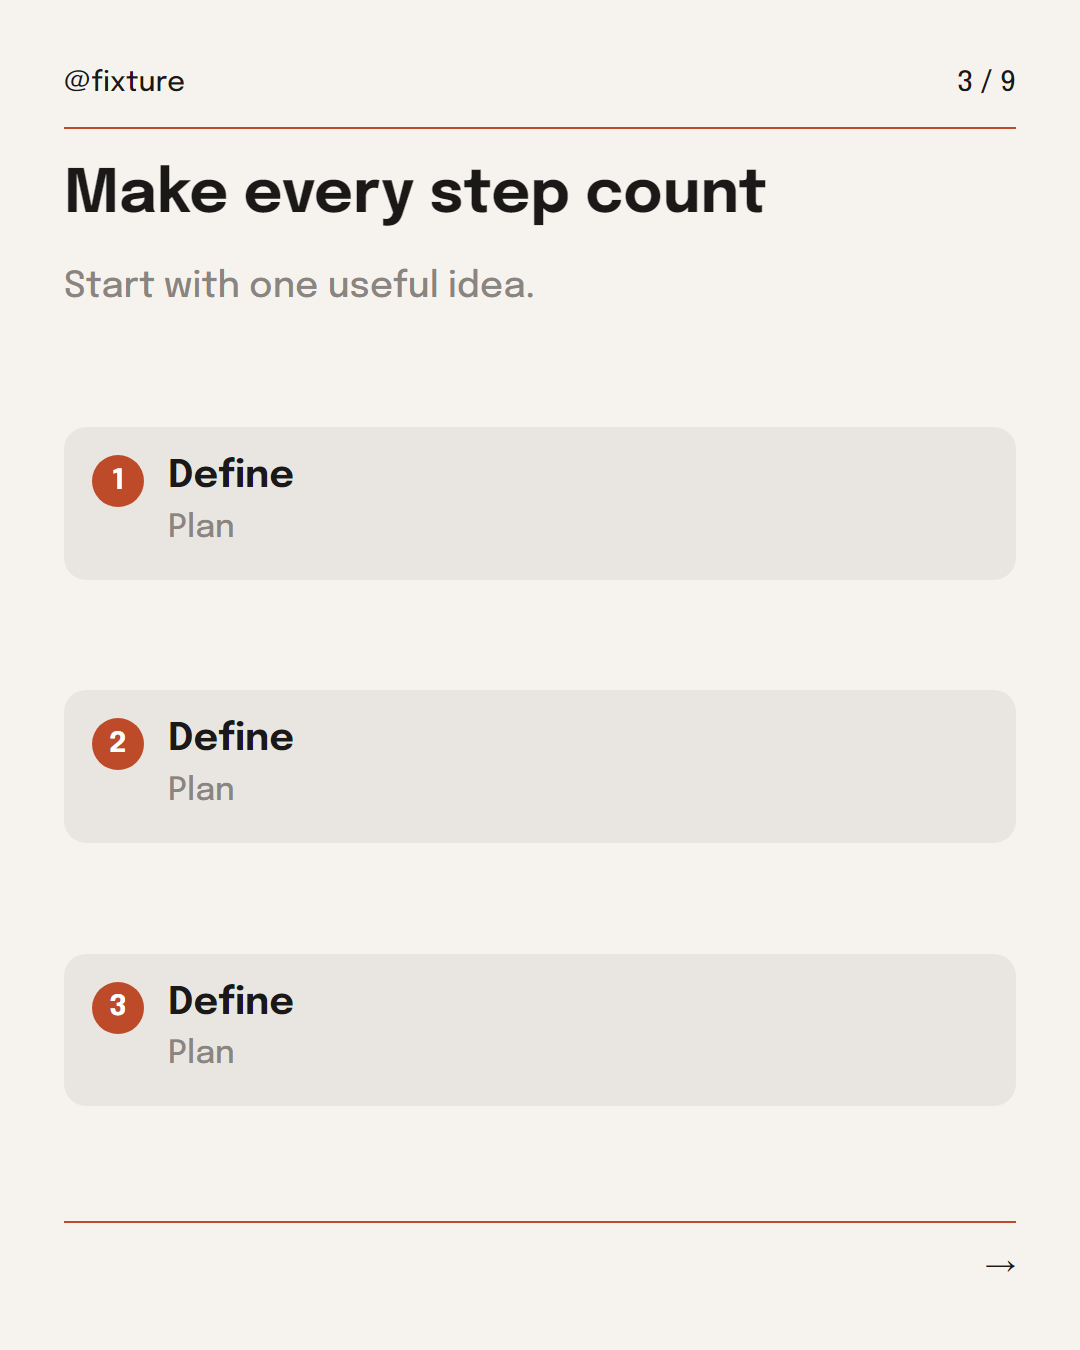 @fixture
3 / 9
Make every step count
Start with one useful idea.
1
Define
Plan
2
Define
Plan
3
Define
Plan
→